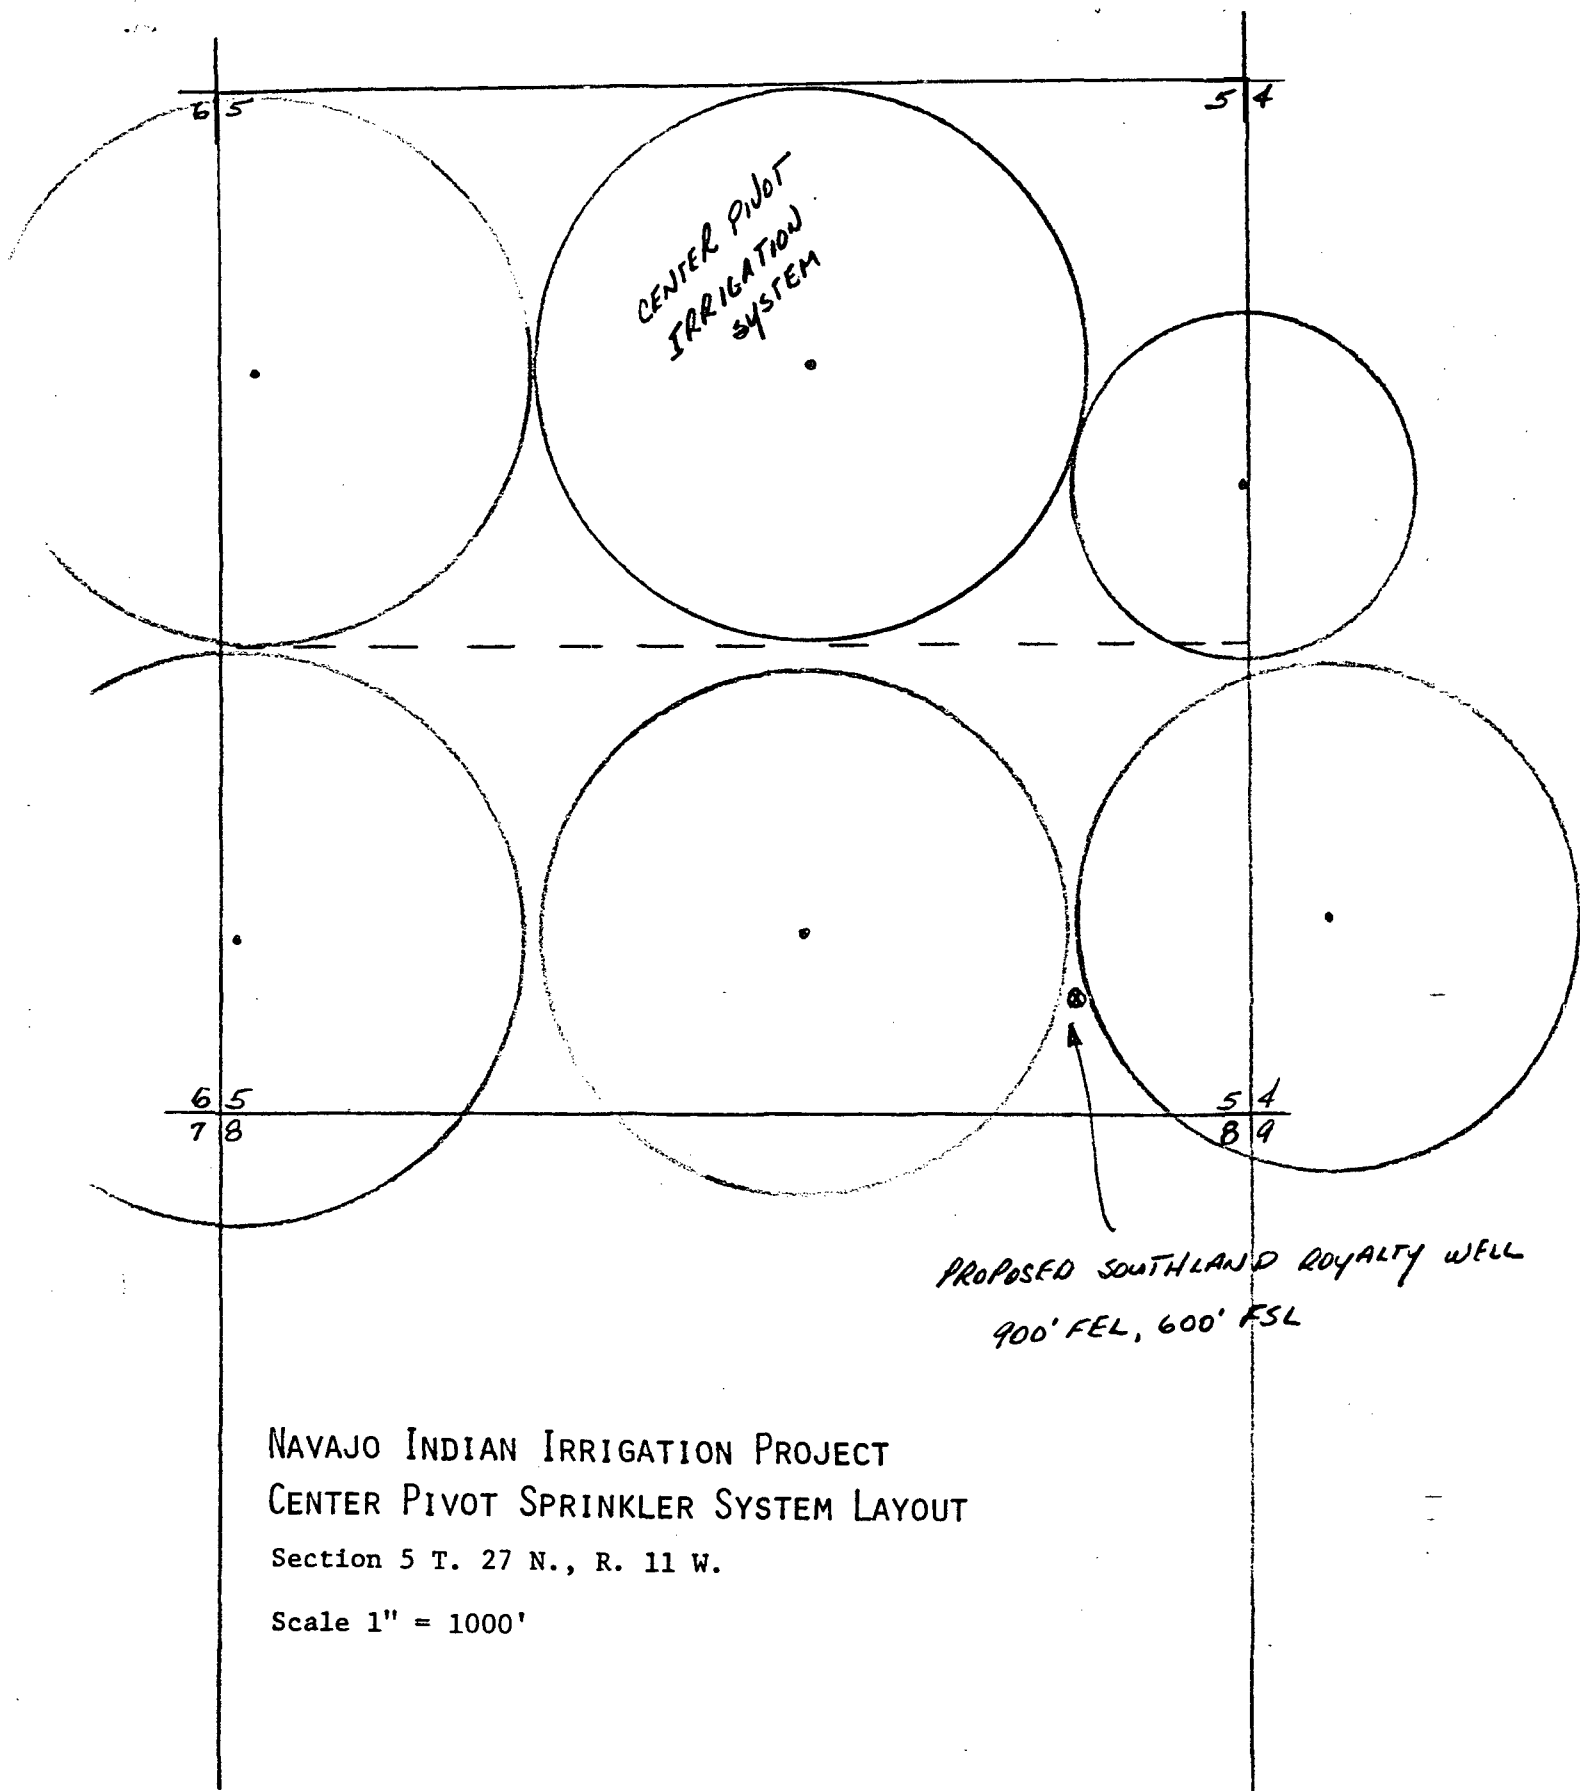 6 5
5 4
CENTER PIVOT
IRRIGATION
SYSTEM
6 5
7 8
5 4
8 9
PROPOSED SOUTHLAND ROYALTY WELL
900' FEL, 600' FSL
NAVAJO INDIAN IRRIGATION PROJECT
CENTER PIVOT SPRINKLER SYSTEM LAYOUT
Section 5 T. 27 N., R. 11 W.
Scale 1" = 1000'